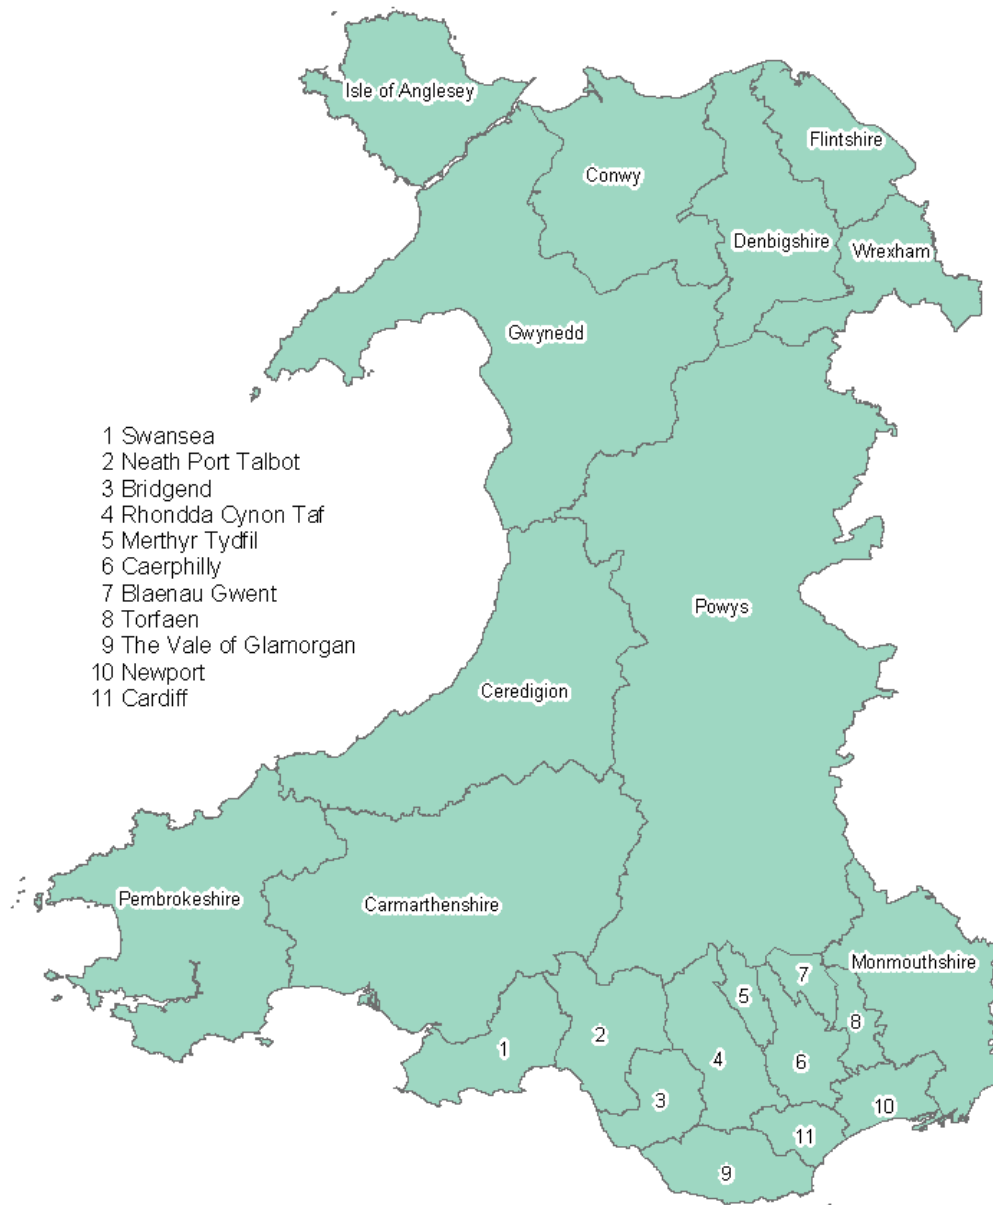 Isle of Anglesey
Flintshire
Conwy
Denbigshire
Wrexham
Gwynedd
1 Swansea
2 Neath Port Talbot
3 Bridgend
4 Rhondda Cynon Taf
5 Merthyr Tydfil
6 Caerphilly
7 Blaenau Gwent
8 Torfaen
9 The Vale of Glamorgan
10 Newport
11 Cardiff
Powys
Ceredigion
Pembrokeshire
Carmarthenshire
Monmouthshire
7
5
8
1
2
4
6
3
10
11
9